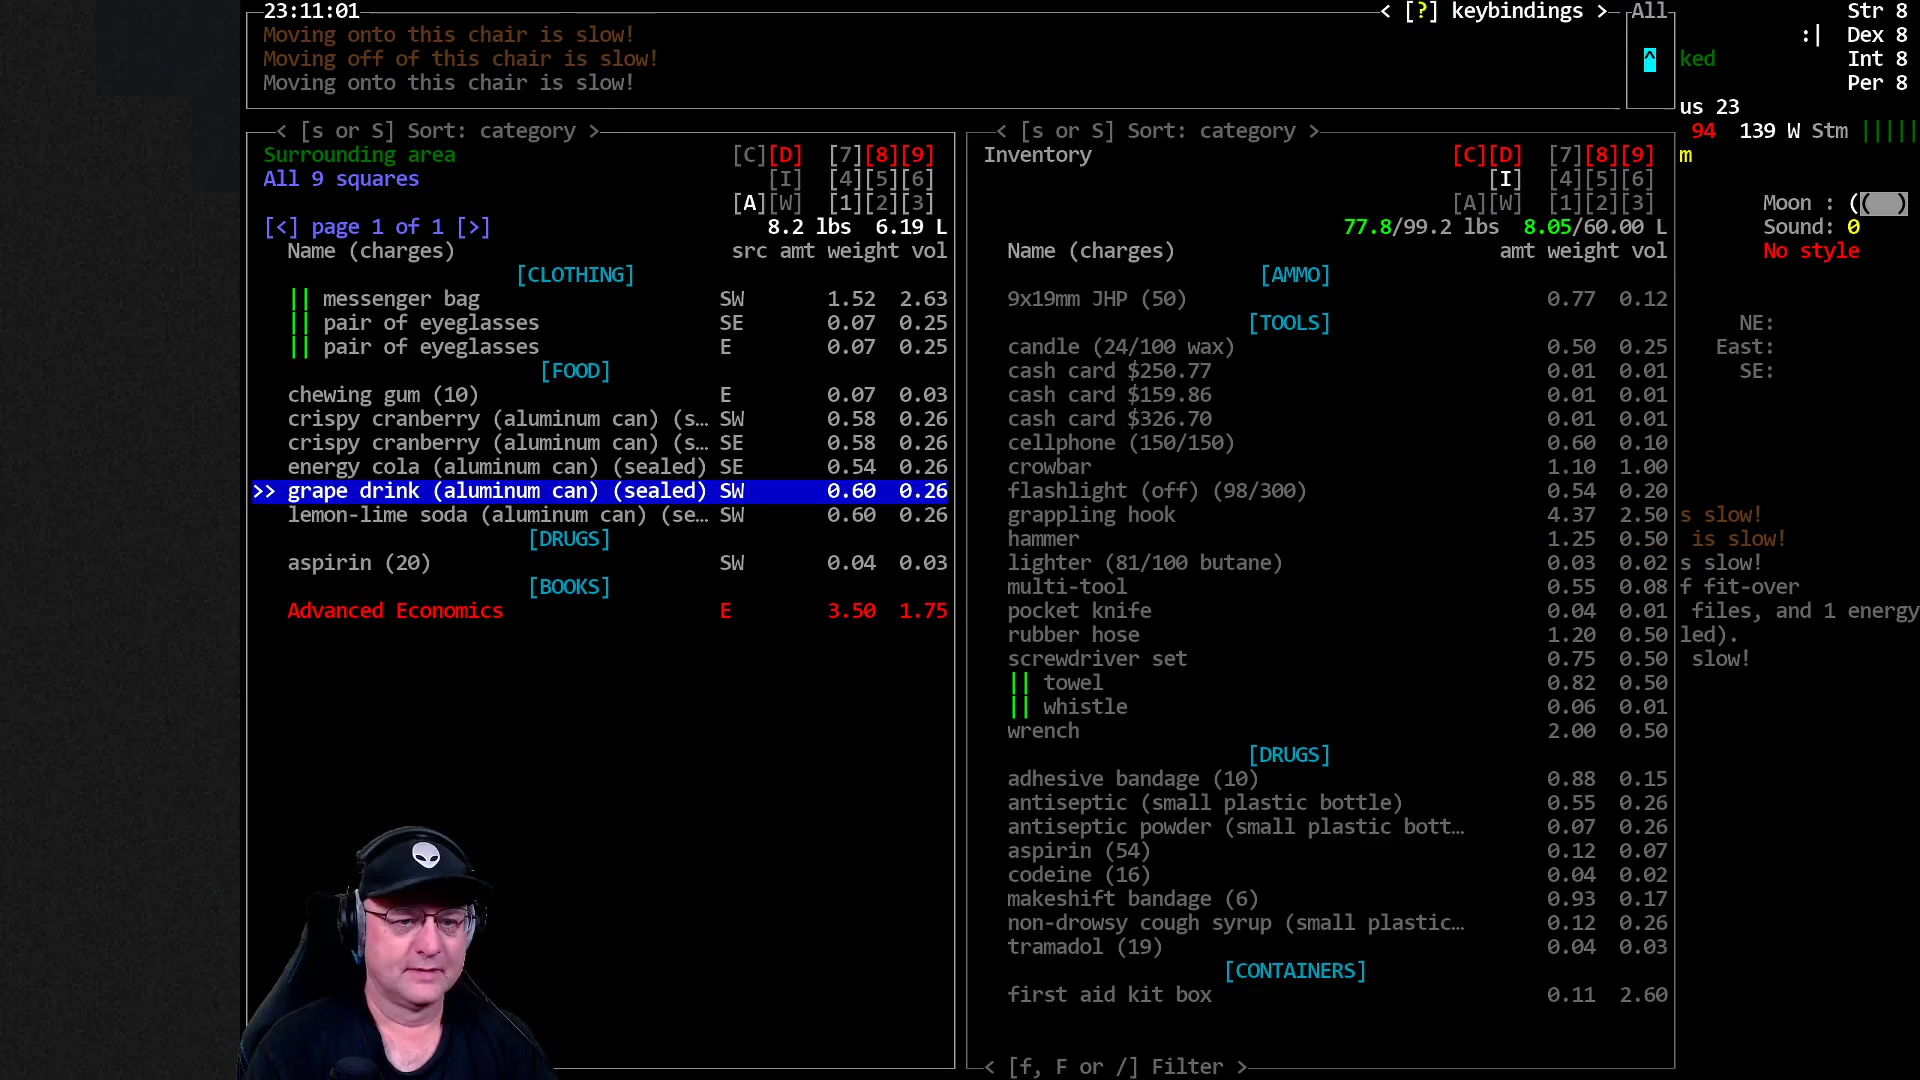 23:11:01
< [?] keybindings >
All
Str 8
Moving onto this chair is slow!
:| Dex 8
Moving off of this chair is slow!
^
ked
Int 8
Moving onto this chair is slow!
Per 8
us 23
94 139 W Stm |||||
m
Moon : (( )
Sound: 0
No style
NE:
East:
SE:
s slow!
is slow!
s slow!
f fit-over
files, and 1 energy
led).
slow!
< [s or S] Sort: category >
Surrounding area
[C][D] [7][8][9]
All 9 squares
[I] [4][5][6]
[A][W] [1][2][3]
[<] page 1 of 1 [>]
8.2 lbs 6.19 L
Name (charges) src amt weight vol
[CLOTHING]
|| messenger bag SW 1.52 2.63
|| pair of eyeglasses SE 0.07 0.25
|| pair of eyeglasses E 0.07 0.25
[FOOD]
chewing gum (10) E 0.07 0.03
crispy cranberry (aluminum can) (s… SW 0.58 0.26
crispy cranberry (aluminum can) (s… SE 0.58 0.26
energy cola (aluminum can) (sealed) SE 0.54 0.26
>> grape drink (aluminum can) (sealed) SW 0.60 0.26
lemon-lime soda (aluminum can) (se… SW 0.60 0.26
[DRUGS]
aspirin (20) SW 0.04 0.03
[BOOKS]
Advanced Economics E 3.50 1.75
< [s or S] Sort: category >
Inventory
[C][D] [7][8][9]
[I] [4][5][6]
[A][W] [1][2][3]
77.8/99.2 lbs 8.05/60.00 L
Name (charges) amt weight vol
[AMMO]
9x19mm JHP (50) 0.77 0.12
[TOOLS]
candle (24/100 wax) 0.50 0.25
cash card $250.77 0.01 0.01
cash card $159.86 0.01 0.01
cash card $326.70 0.01 0.01
cellphone (150/150) 0.60 0.10
crowbar 1.10 1.00
flashlight (off) (98/300) 0.54 0.20
grappling hook 4.37 2.50
hammer 1.25 0.50
lighter (81/100 butane) 0.03 0.02
multi-tool 0.55 0.08
pocket knife 0.04 0.01
rubber hose 1.20 0.50
screwdriver set 0.75 0.50
|| towel 0.82 0.50
|| whistle 0.06 0.01
wrench 2.00 0.50
[DRUGS]
adhesive bandage (10) 0.88 0.15
antiseptic (small plastic bottle) 0.55 0.26
antiseptic powder (small plastic bott… 0.07 0.26
aspirin (54) 0.12 0.07
codeine (16) 0.04 0.02
makeshift bandage (6) 0.93 0.17
non-drowsy cough syrup (small plastic… 0.12 0.26
tramadol (19) 0.04 0.03
[CONTAINERS]
first aid kit box 0.11 2.60
< [f, F or /] Filter >